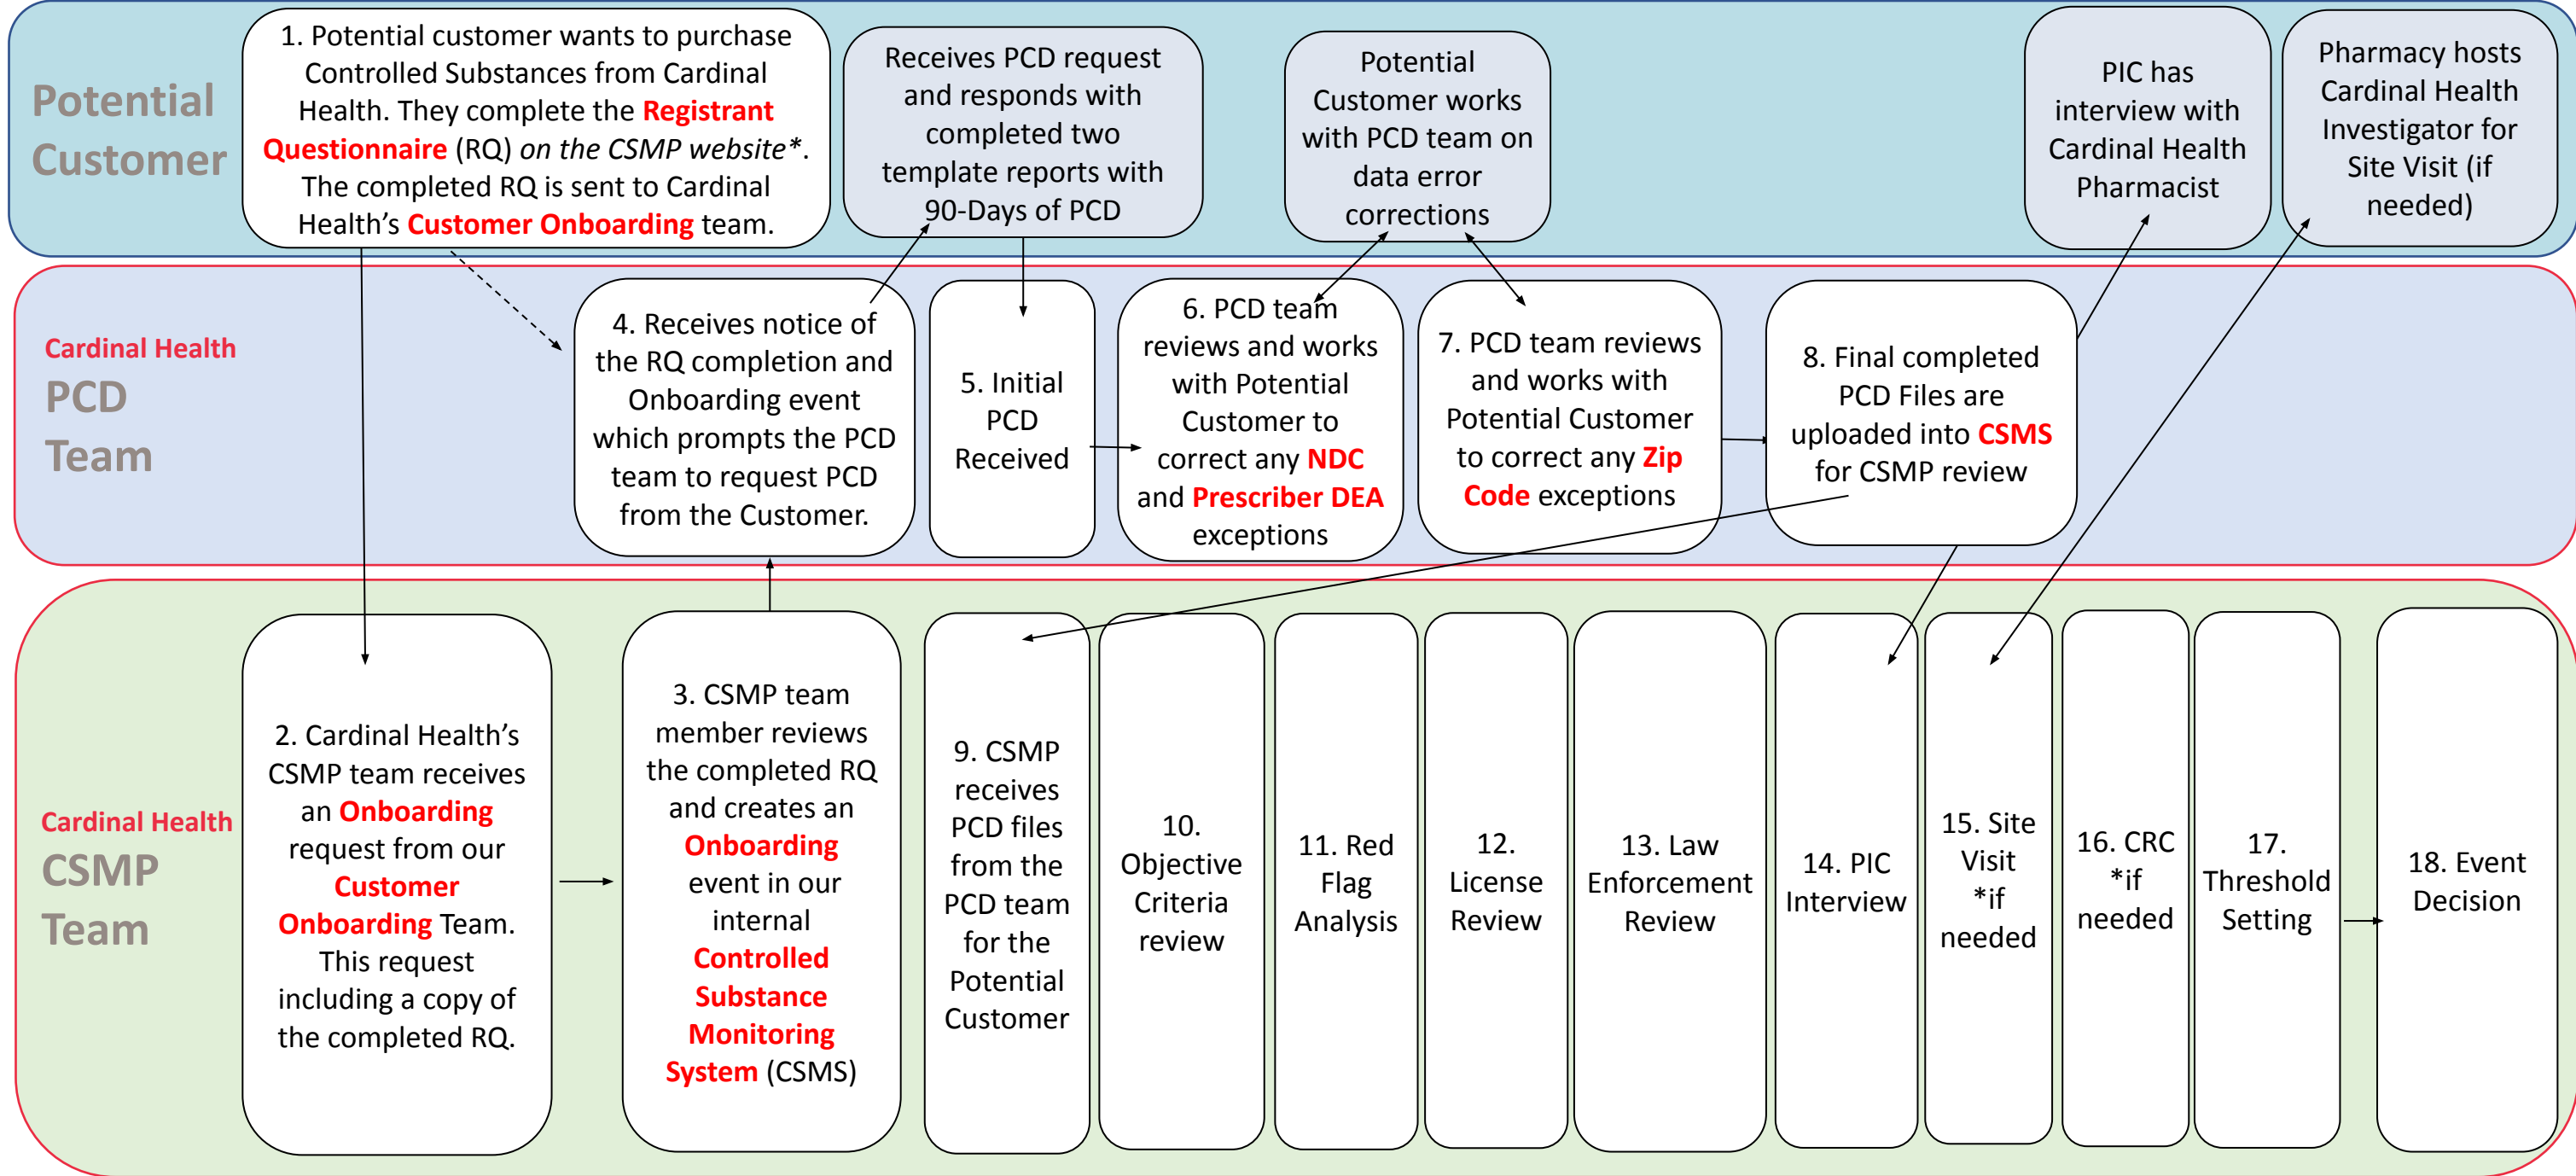 Potential
Customer
1. Potential customer wants to purchase
Controlled Substances from Cardinal
Health. They complete the Registrant
Questionnaire (RQ) on the CSMP website*.
The completed RQ is sent to Cardinal
Health’s Customer Onboarding team.
Receives PCD request
and responds with
completed two
template reports with
90-Days of PCD
Potential
Customer works
with PCD team on
data error
corrections
PIC has
interview with
Cardinal Health
Pharmacist
Pharmacy hosts
Cardinal Health
Investigator for
Site Visit (if
needed)
Cardinal Health
PCD
Team
4. Receives notice of
the RQ completion and
Onboarding event
which prompts the PCD
team to request PCD
from the Customer.
5. Initial
PCD
Received
6. PCD team
reviews and works
with Potential
Customer to
correct any NDC
and Prescriber DEA
exceptions
7. PCD team reviews
and works with
Potential Customer
to correct any Zip
Code exceptions
8. Final completed
PCD Files are
uploaded into CSMS
for CSMP review
Cardinal Health
CSMP
Team
2. Cardinal Health’s
CSMP team receives
an Onboarding
request from our
Customer
Onboarding Team.
This request
including a copy of
the completed RQ.
3. CSMP team
member reviews
the completed RQ
and creates an
Onboarding
event in our
internal
Controlled
Substance
Monitoring
System (CSMS)
9. CSMP
receives
PCD files
from the
PCD team
for the
Potential
Customer
10.
Objective
Criteria
review
11. Red
Flag
Analysis
12.
License
Review
13. Law
Enforcement
Review
14. PIC
Interview
15. Site
Visit
*if
needed
16. CRC
*if
needed
17.
Threshold
Setting
18. Event
Decision